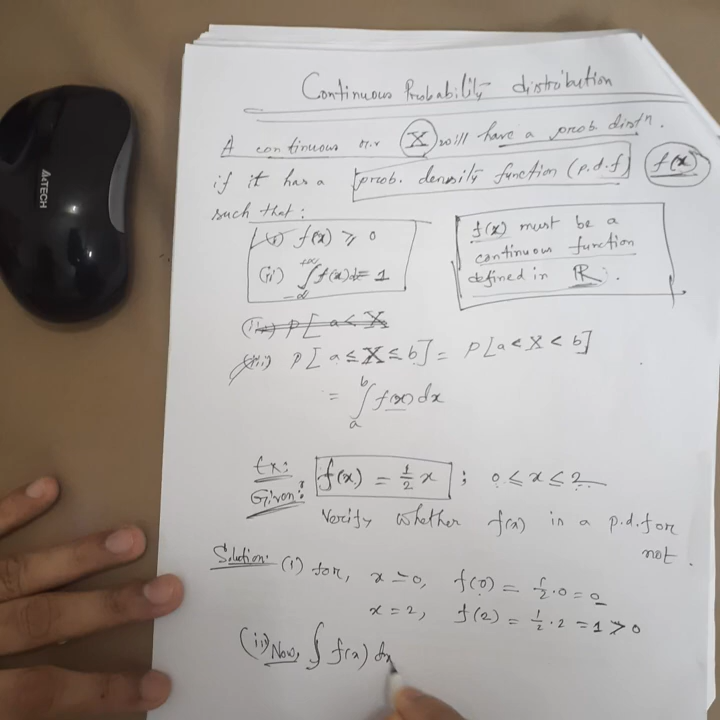 A4TECH
Continuous Probability distribution
A continuous r.v X will have a prob. distn.
if it has a prob. density function (p.d.f) f(x)
such that:
(i) f(x) ≥ 0
(ii) ∫_{-∞}^{+∞} f(x)dx = 1
f(x) must be a
continuous function
defined in ℝ.
(iii) P[a < X
(iii) P[a ≤ X ≤ b] = P[a < X < b]
= ∫_a^b f(x) dx
Ex:
Given: f(x) = 1/2 x ; 0 ≤ x ≤ 2
Verify whether f(x) is a p.d.f or
not.
Solution: (i) for, x = 0, f(0) = 1/2 · 0 = 0
x = 2, f(2) = 1/2 · 2 = 1 > 0
(ii) Now, ∫ f(x) dx